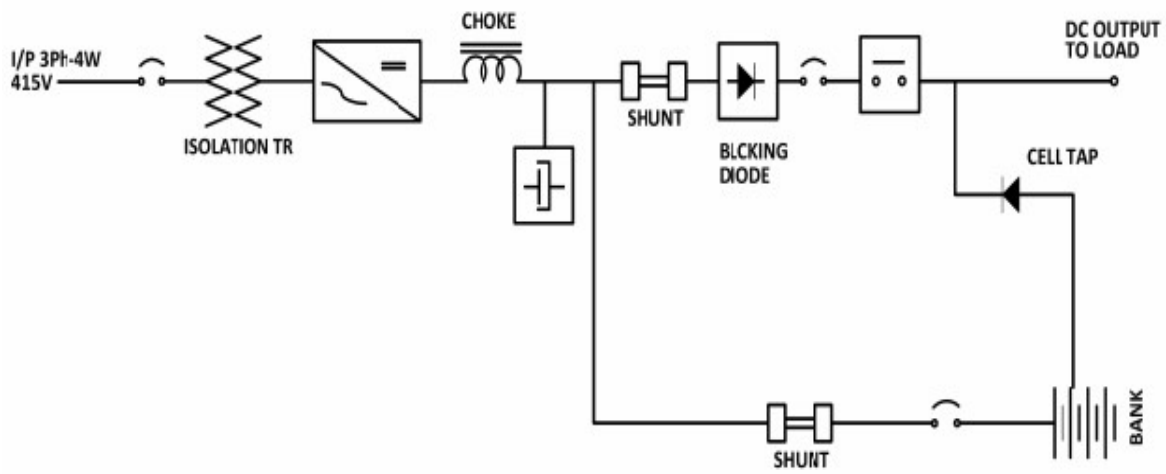 CHOKE
DC OUTPUT
TO LOAD
I/P 3Ph-4W
415V
SHUNT
ISOLATION TR
BLCKING
DIODE
CELL TAP
BANK
SHUNT